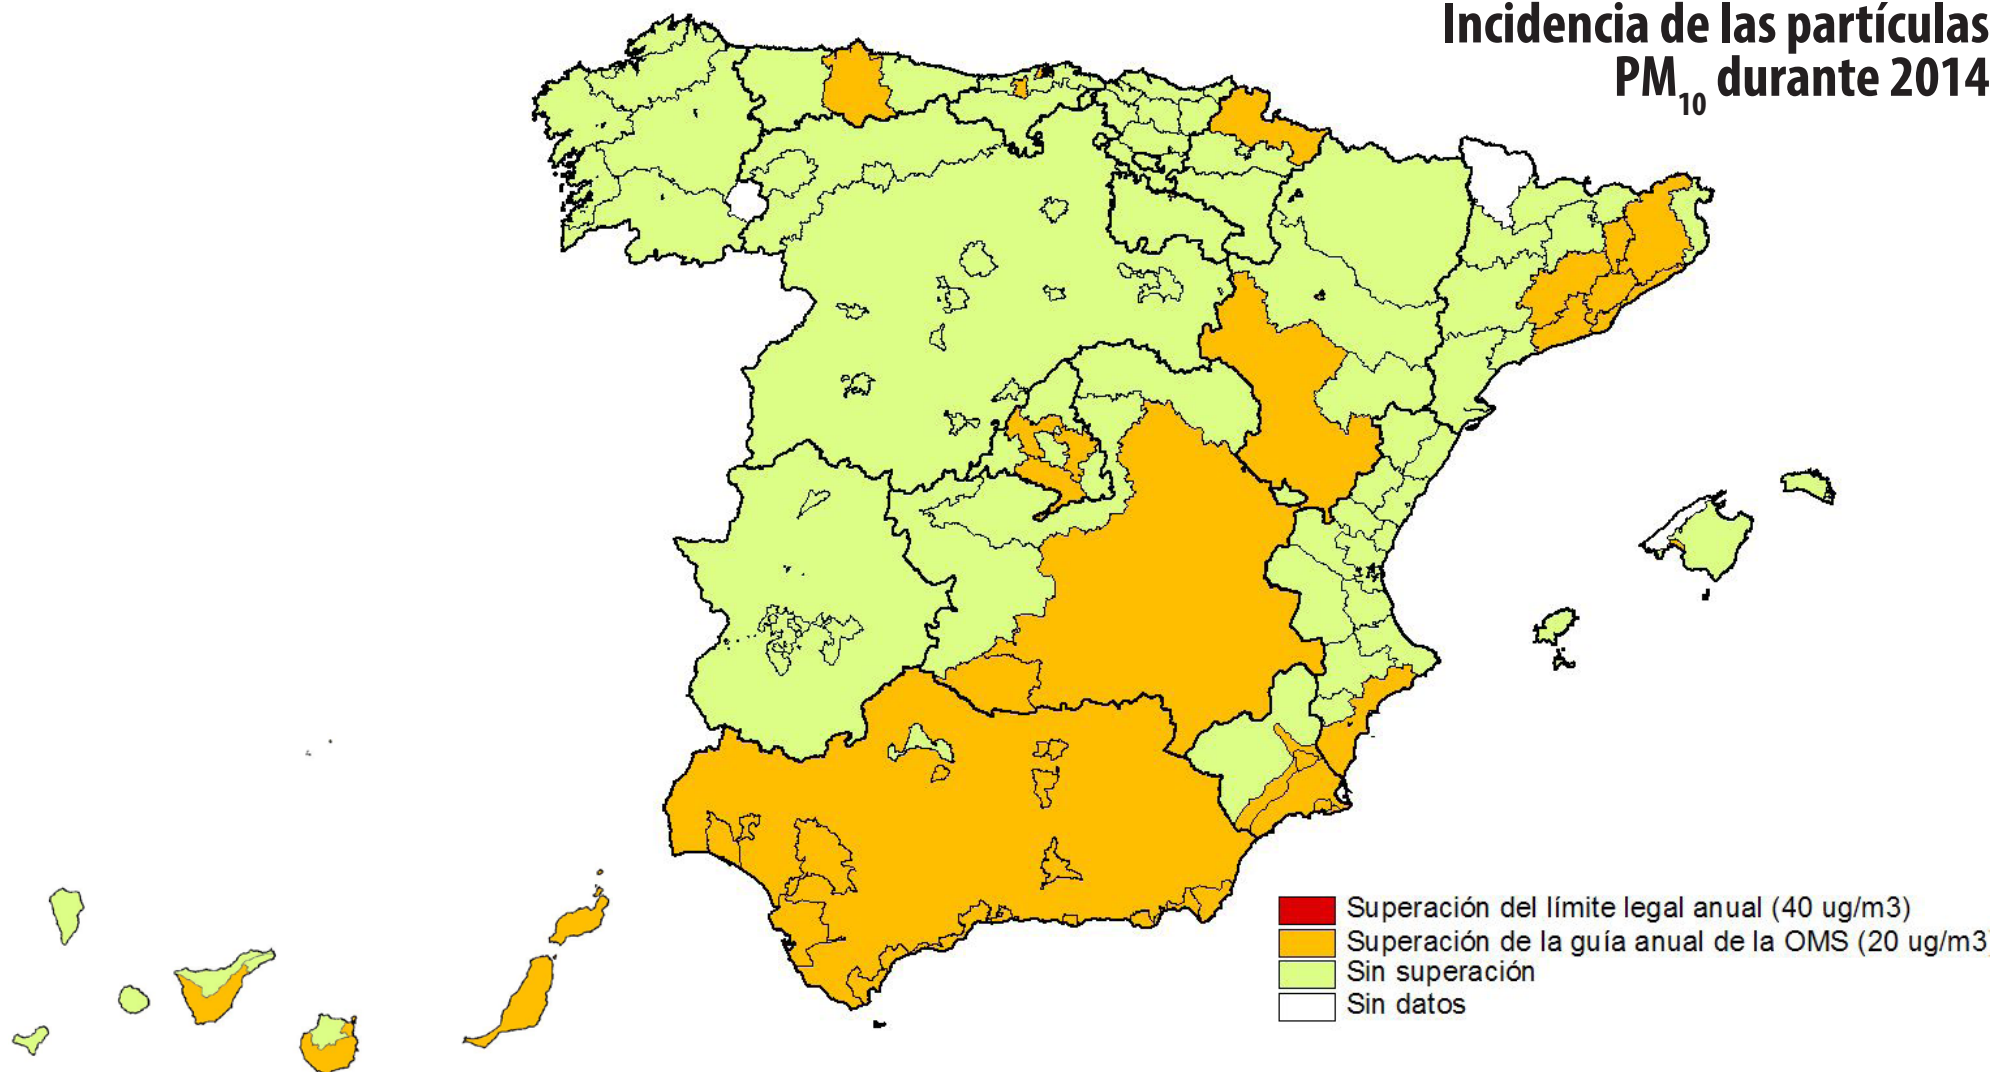 Incidencia de las partículas
PM10 durante 2014
Superación del límite legal anual (40 ug/m3)
Superación de la guía anual de la OMS (20 ug/m3
Sin superación
Sin datos